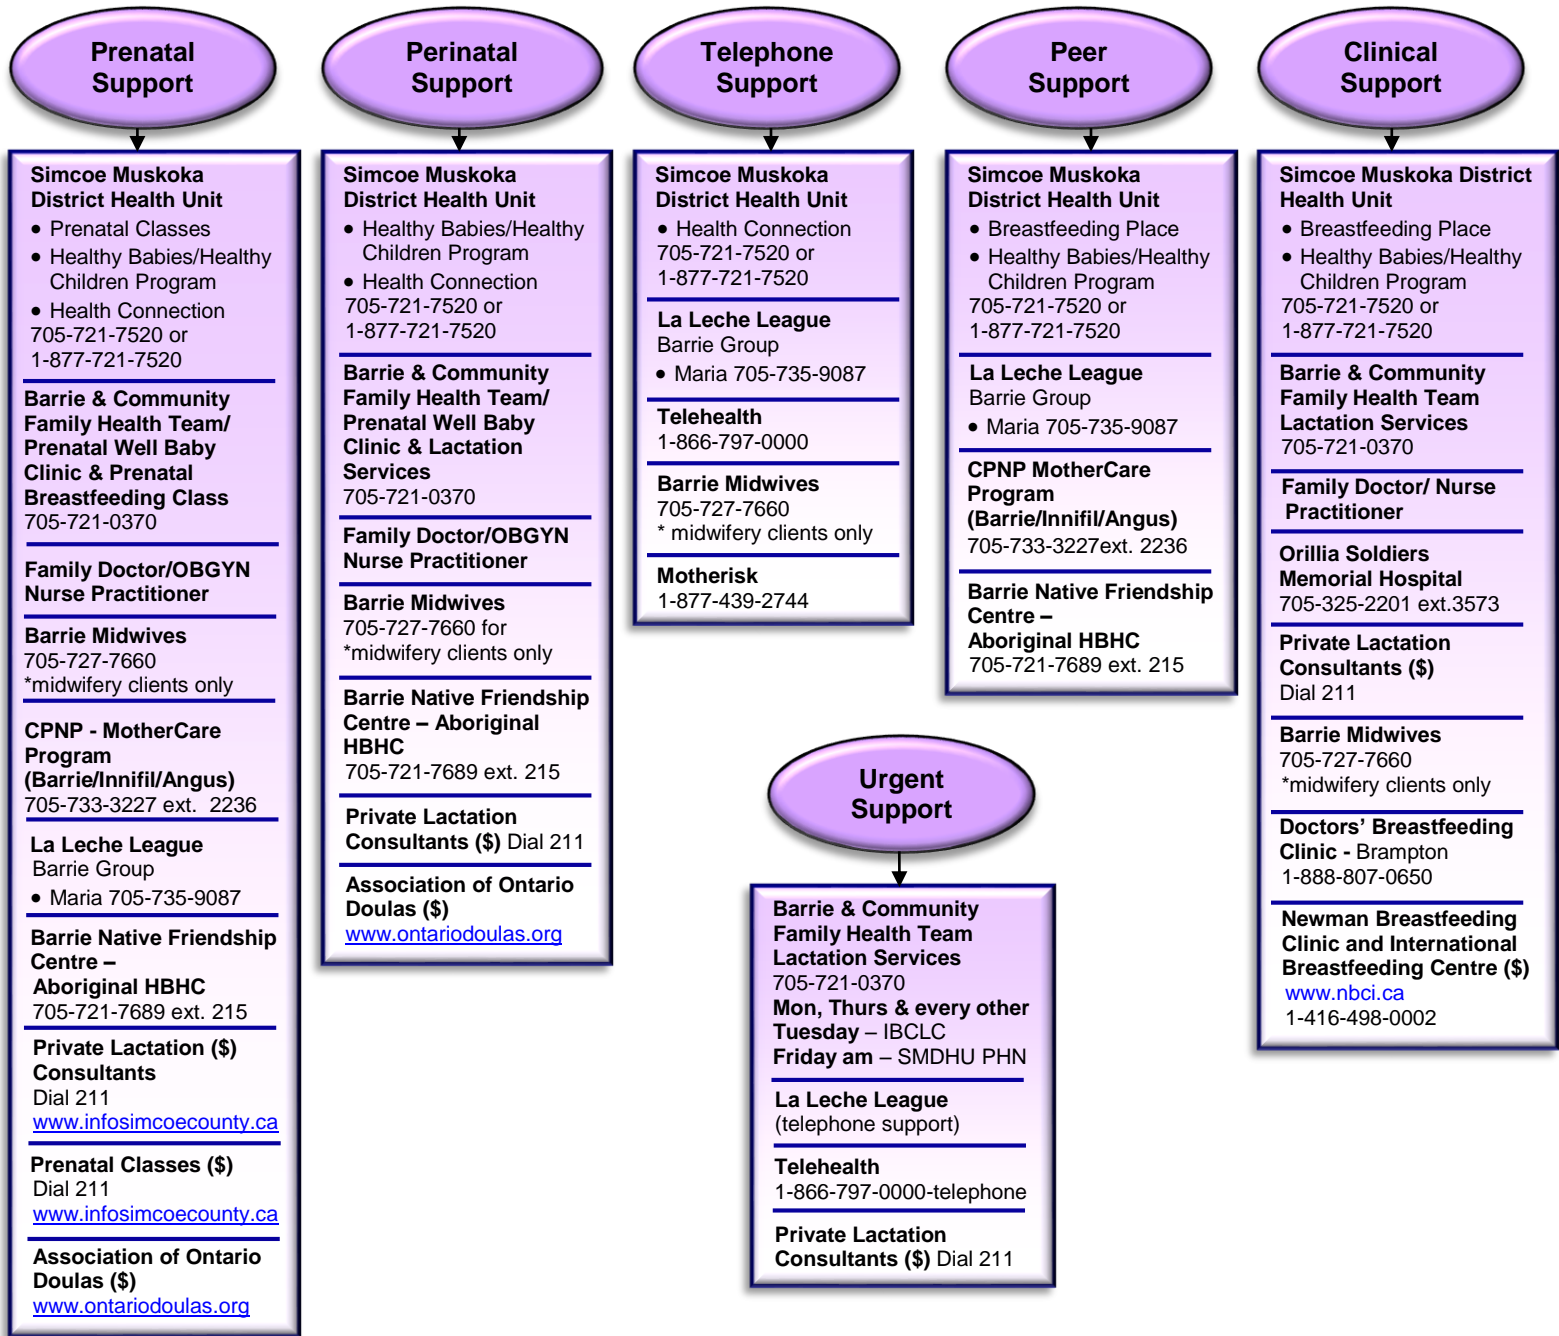 Prenatal
Support
Simcoe Muskoka
District Health Unit
• Prenatal Classes
• Healthy Babies/Healthy
Children Program
• Health Connection
705-721-7520 or
1-877-721-7520
Barrie & Community
Family Health Team/
Prenatal Well Baby
Clinic & Prenatal
Breastfeeding Class
705-721-0370
Family Doctor/OBGYN
Nurse Practitioner
Barrie Midwives
705-727-7660
*midwifery clients only
CPNP - MotherCare
Program
(Barrie/Innifil/Angus)
705-733-3227 ext.  2236
La Leche League
Barrie Group
• Maria 705-735-9087
Barrie Native Friendship
Centre –
Aboriginal HBHC
705-721-7689 ext. 215
Private Lactation ($)
Consultants
Dial 211
www.infosimcoecounty.ca
Prenatal Classes ($)
Dial 211
www.infosimcoecounty.ca
Association of Ontario
Doulas ($)
www.ontariodoulas.org
Perinatal
Support
Simcoe Muskoka
District Health Unit
• Healthy Babies/Healthy
Children Program
• Health Connection
705-721-7520 or
1-877-721-7520
Barrie & Community
Family Health Team/
Prenatal Well Baby
Clinic & Lactation
Services
705-721-0370
Family Doctor/OBGYN
Nurse Practitioner
Barrie Midwives
705-727-7660 for
*midwifery clients only
Barrie Native Friendship
Centre – Aboriginal
HBHC
705-721-7689 ext. 215
Private Lactation
Consultants ($) Dial 211
Association of Ontario
Doulas ($)
www.ontariodoulas.org
Telephone
Support
Simcoe Muskoka
District Health Unit
• Health Connection
705-721-7520 or
1-877-721-7520
La Leche League
Barrie Group
• Maria 705-735-9087
Telehealth
1-866-797-0000
Barrie Midwives
705-727-7660
* midwifery clients only
Motherisk
1-877-439-2744
Peer
Support
Simcoe Muskoka
District Health Unit
• Breastfeeding Place
• Healthy Babies/Healthy
Children Program
705-721-7520 or
1-877-721-7520
La Leche League
Barrie Group
• Maria 705-735-9087
CPNP MotherCare
Program
(Barrie/Innifil/Angus)
705-733-3227ext. 2236
Barrie Native Friendship
Centre –
Aboriginal HBHC
705-721-7689 ext. 215
Clinical
Support
Simcoe Muskoka District
Health Unit
• Breastfeeding Place
• Healthy Babies/Healthy
Children Program
705-721-7520 or
1-877-721-7520
Barrie & Community
Family Health Team
Lactation Services
705-721-0370
Family Doctor/ Nurse
Practitioner
Orillia Soldiers
Memorial Hospital
705-325-2201 ext.3573
Private Lactation
Consultants ($)
Dial 211
Barrie Midwives
705-727-7660
*midwifery clients only
Doctors’ Breastfeeding
Clinic - Brampton
1-888-807-0650
Newman Breastfeeding
Clinic and International
Breastfeeding Centre ($)
www.nbci.ca
1-416-498-0002
Urgent
Support
Barrie & Community
Family Health Team
Lactation Services
705-721-0370
Mon, Thurs & every other
Tuesday – IBCLC
Friday am – SMDHU PHN
La Leche League
(telephone support)
Telehealth
1-866-797-0000-telephone
Private Lactation
Consultants ($) Dial 211